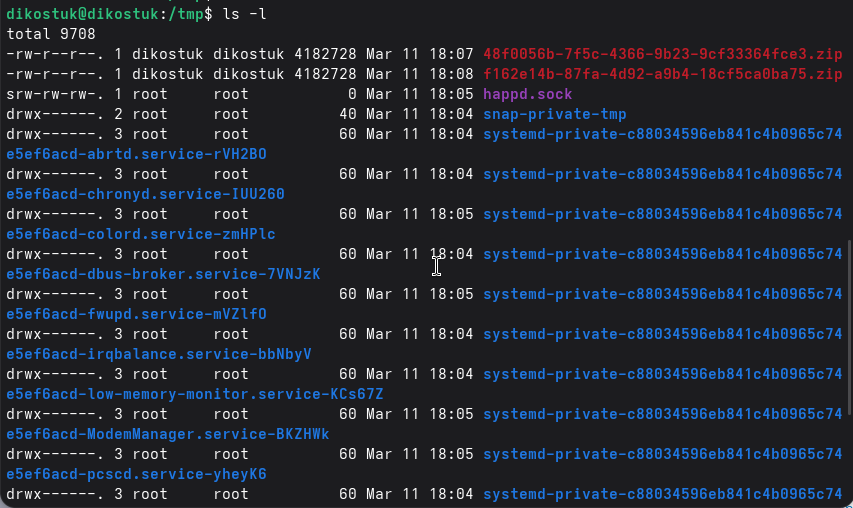 dikostuk@dikostuk:/tmp$ ls -l
total 9708
-rw-r--r--. 1 dikostuk dikostuk 4182728 Mar 11 18:07 48f0056b-7f5c-4366-9b23-9cf33364fce3.zip
-rw-r--r--. 1 dikostuk dikostuk 4182728 Mar 11 18:08 f162e14b-87fa-4d92-a9b4-18cf5ca0ba75.zip
srw-rw-rw-. 1 root     root           0 Mar 11 18:05 happd.sock
drwx------. 2 root     root          40 Mar 11 18:04 snap-private-tmp
drwx------. 3 root     root          60 Mar 11 18:04 systemd-private-c88034596eb841c4b0965c74
e5ef6acd-abrtd.service-rVH2BO
drwx------. 3 root     root          60 Mar 11 18:04 systemd-private-c88034596eb841c4b0965c74
e5ef6acd-chronyd.service-IUU260
drwx------. 3 root     root          60 Mar 11 18:05 systemd-private-c88034596eb841c4b0965c74
e5ef6acd-colord.service-zmHPlc
drwx------. 3 root     root          60 Mar 11 18:04 systemd-private-c88034596eb841c4b0965c74
e5ef6acd-dbus-broker.service-7VNJzK
drwx------. 3 root     root          60 Mar 11 18:05 systemd-private-c88034596eb841c4b0965c74
e5ef6acd-fwupd.service-mVZlfO
drwx------. 3 root     root          60 Mar 11 18:04 systemd-private-c88034596eb841c4b0965c74
e5ef6acd-irqbalance.service-bbNbyV
drwx------. 3 root     root          60 Mar 11 18:04 systemd-private-c88034596eb841c4b0965c74
e5ef6acd-low-memory-monitor.service-KCs67Z
drwx------. 3 root     root          60 Mar 11 18:05 systemd-private-c88034596eb841c4b0965c74
e5ef6acd-ModemManager.service-BKZHWk
drwx------. 3 root     root          60 Mar 11 18:05 systemd-private-c88034596eb841c4b0965c74
e5ef6acd-pcscd.service-yheyK6
drwx------. 3 root     root          60 Mar 11 18:04 systemd-private-c88034596eb841c4b0965c74